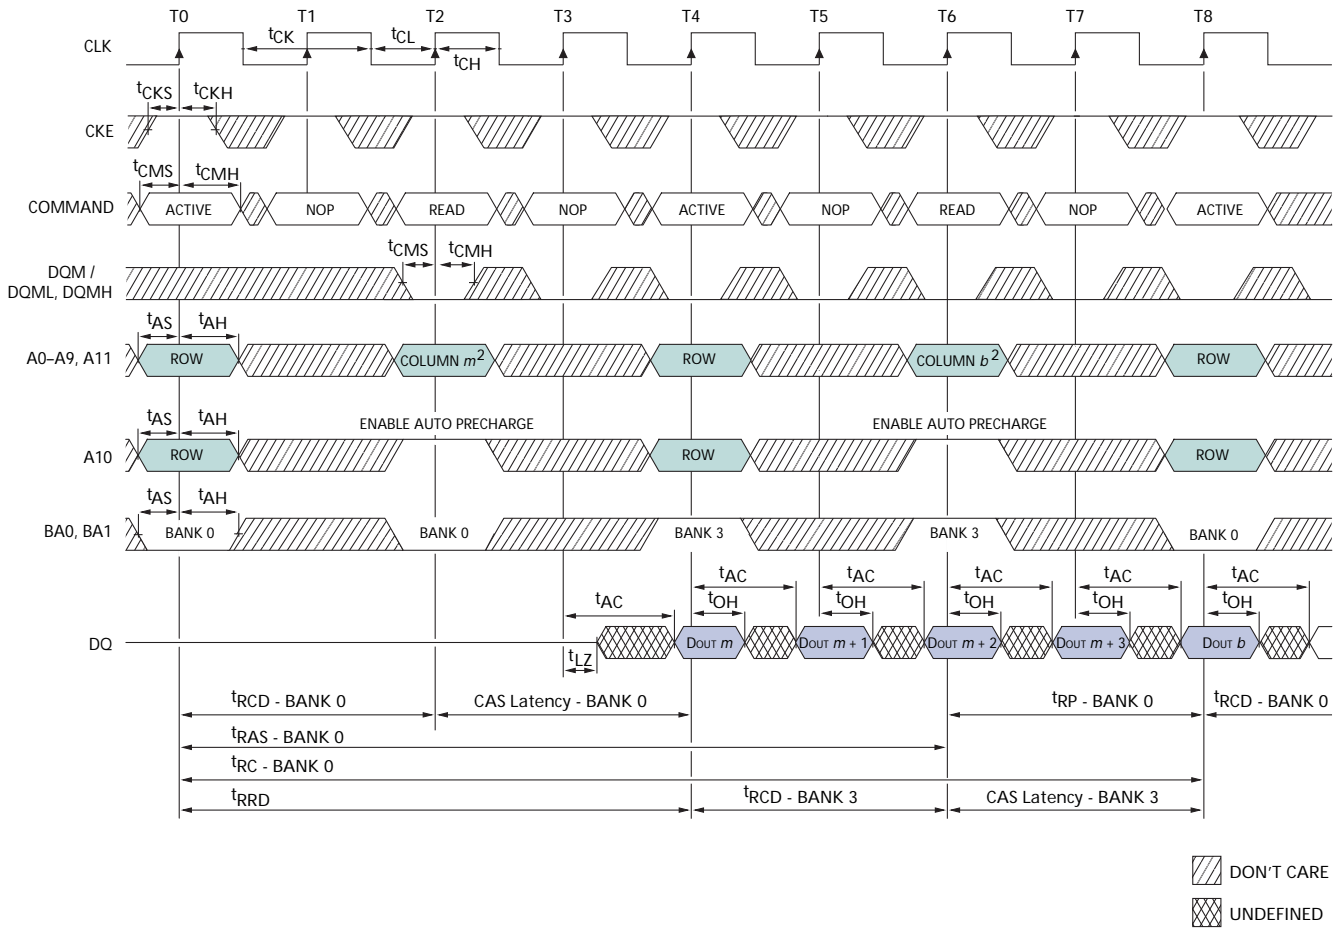 T0 T1 T2 T3 T4 T5 T6 T7 T8
CLK
tCK tCL
tCH
tCKS tCKH
CKE
tCMS tCMH
COMMAND ACTIVE NOP READ NOP ACTIVE NOP READ NOP ACTIVE
tCMS tCMH
DQM /
DQML, DQMH
tAS tAH
A0–A9, A11 ROW COLUMN m2 ROW COLUMN b2 ROW
tAS tAH ENABLE AUTO PRECHARGE ENABLE AUTO PRECHARGE
A10 ROW ROW ROW
tAS tAH
BA0, BA1 BANK 0 BANK 0 BANK 3 BANK 3 BANK 0
tAC tAC tAC tAC tAC
tAC tOH tOH tOH tOH tOH
DQ DOUT m DOUT m + 1 DOUT m + 2 DOUT m + 3 DOUT b
tLZ
tRCD - BANK 0 CAS Latency - BANK 0 tRP - BANK 0 tRCD - BANK 0
tRAS - BANK 0
tRC - BANK 0
tRRD tRCD - BANK 3 CAS Latency - BANK 3
DON'T CARE
UNDEFINED